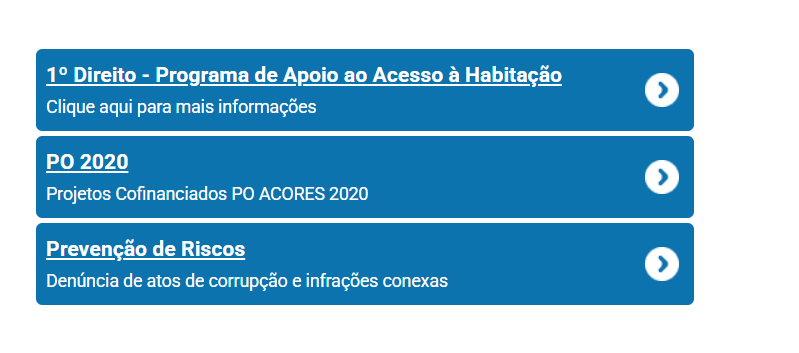 1º Direito - Programa de Apoio ao Acesso à Habitação
Clique aqui para mais informações
PO 2020
Projetos Cofinanciados PO ACORES 2020
Prevenção de Riscos
Denúncia de atos de corrupção e infrações conexas